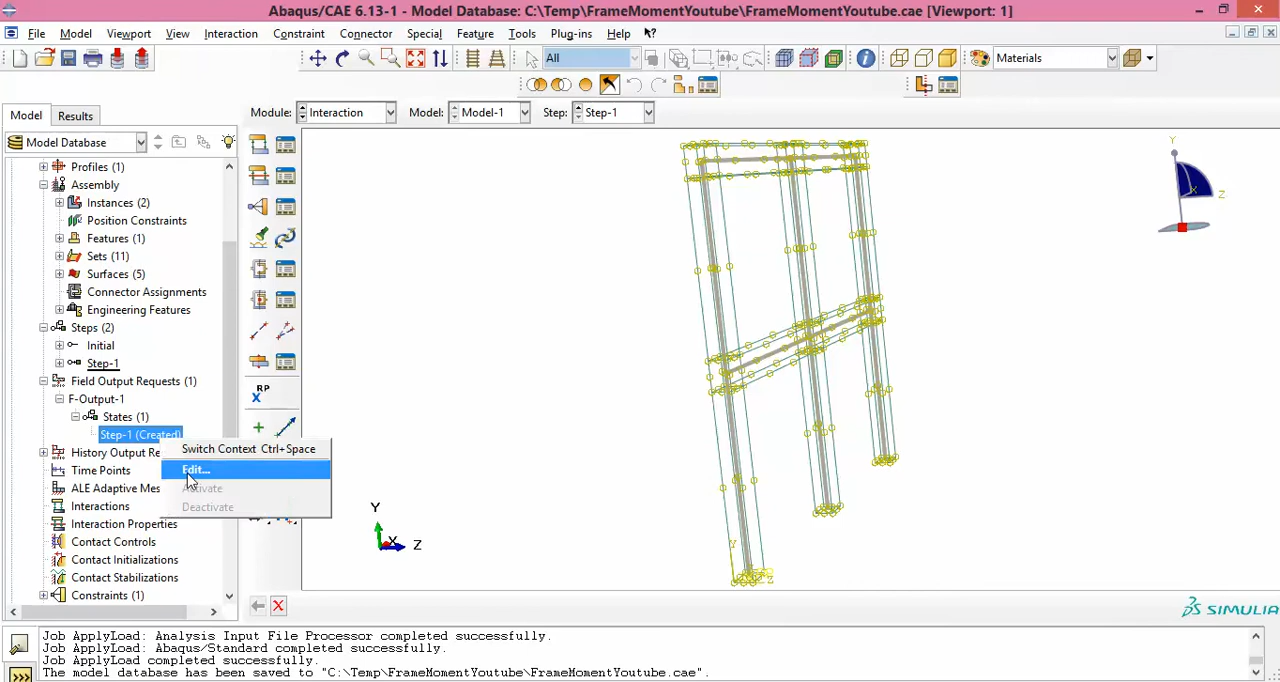 Abaqus/CAE 6.13-1 - Model Database: C:\Temp\FrameMomentYoutube\FrameMomentYoutube.cae [Viewport: 1]
File Model Viewport View Interaction Constraint Connector Special Feature Tools Plug-ins Help
All Materials
Model Results Module: Interaction Model: Model-1 Step: Step-1
Model Database
Profiles (1)
Assembly
Instances (2)
Position Constraints
Features (1)
Sets (11)
Surfaces (5)
Connector Assignments
Engineering Features
Steps (2)
Initial
Step-1
Field Output Requests (1)
F-Output-1
States (1)
Step-1 (Created)
History Output Re
Time Points
ALE Adaptive Mes
Interactions
Interaction Properties
Contact Controls
Contact Initializations
Contact Stabilizations
Constraints (1)
Switch Context Ctrl+Space
Edit...
Activate
Deactivate
RP
X
Y
X
Z
Y
X
Z
Y
Z
SIMULIA
Job ApplyLoad: Analysis Input File Processor completed successfully.
Job ApplyLoad: Abaqus/Standard completed successfully.
Job ApplyLoad completed successfully.
The model database has been saved to "C:\Temp\FrameMomentYoutube\FrameMomentYoutube.cae".
>>>